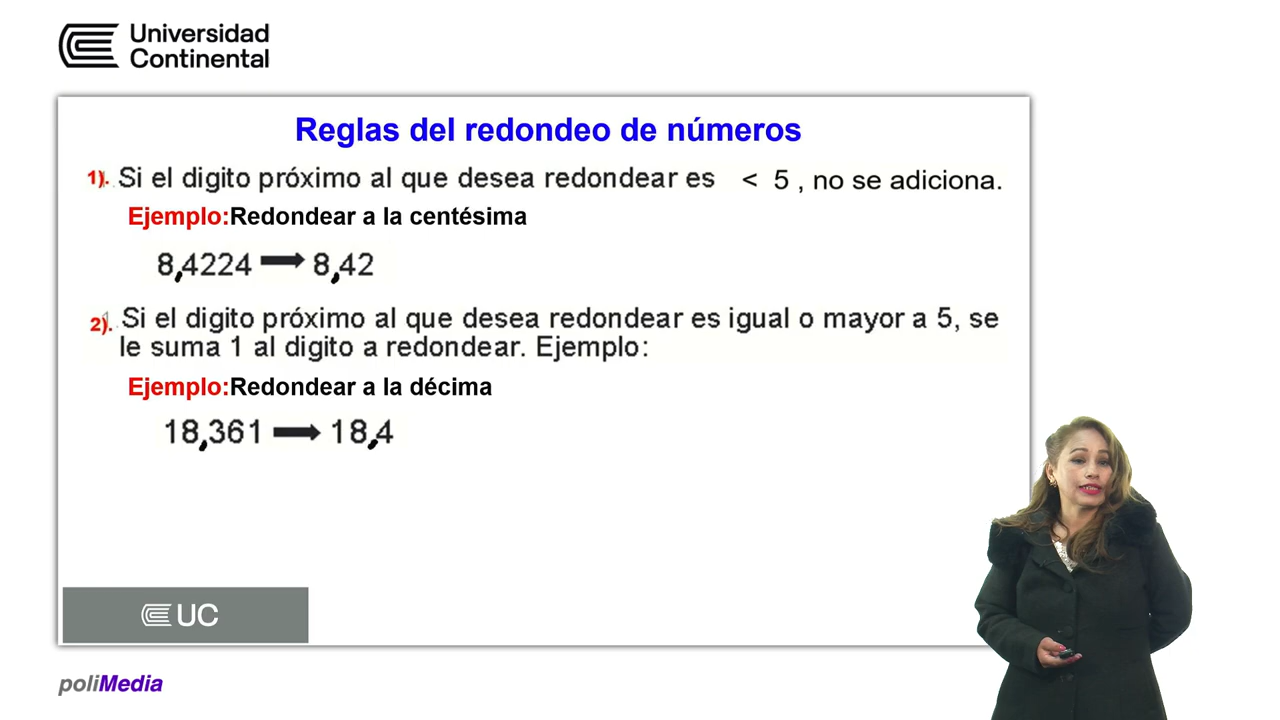 Universidad
Continental
Reglas del redondeo de números
1). Si el digito próximo al que desea redondear es < 5 , no se adiciona.
Ejemplo:Redondear a la centésima
8,4224 → 8,42
2). Si el digito próximo al que desea redondear es igual o mayor a 5, se
le suma 1 al digito a redondear. Ejemplo:
Ejemplo:Redondear a la décima
18,361 → 18,4
UC
poliMedia